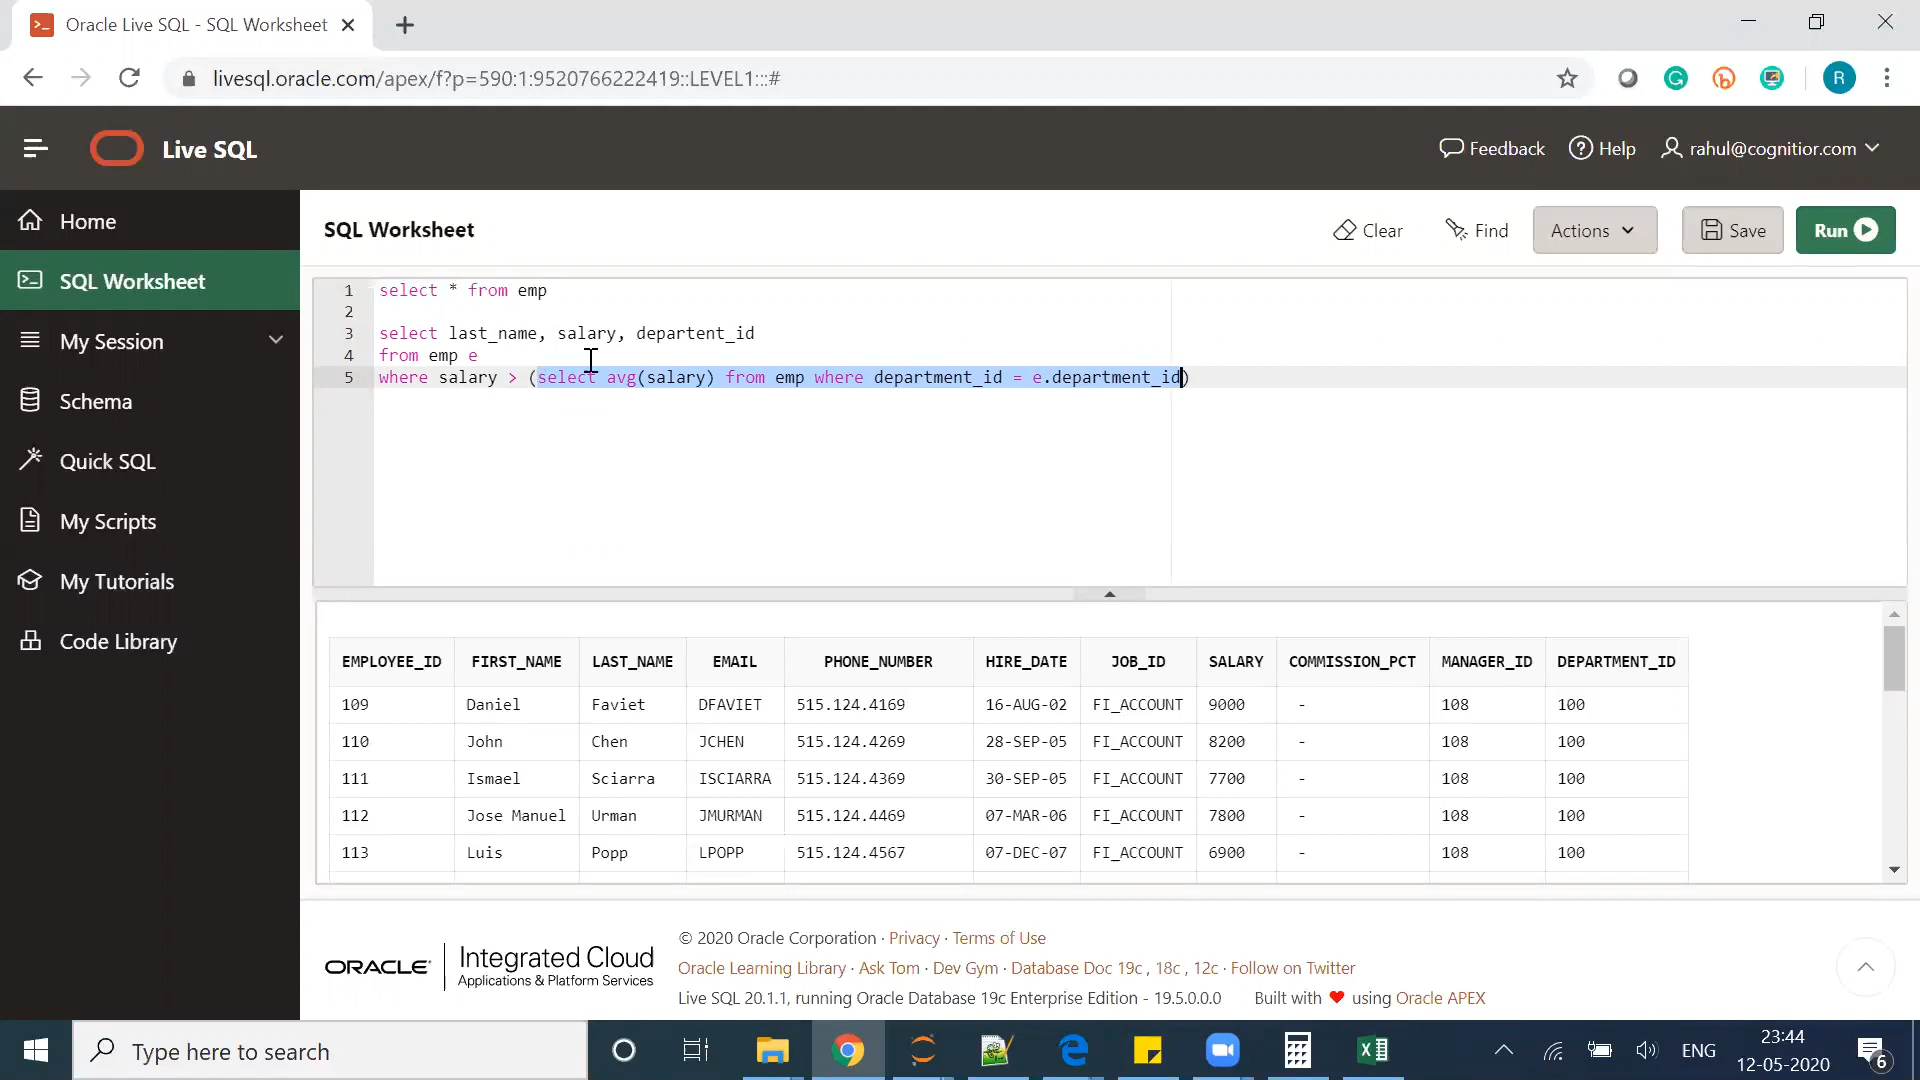 Oracle Live SQL - SQL Worksheet
livesql.oracle.com/apex/f?p=590:1:9520766222419::LEVEL1:::#
R
Live SQL
Feedback
Help
rahul@cognitior.com
Home
SQL Worksheet
My Session
Schema
Quick SQL
My Scripts
My Tutorials
Code Library
SQL Worksheet
Clear
Find
Actions
Save
Run
1 select * from emp
2
3 select last_name, salary, departent_id
4 from emp e
5 where salary > (select avg(salary) from emp where department_id = e.department_id)
EMPLOYEE_ID FIRST_NAME LAST_NAME EMAIL PHONE_NUMBER HIRE_DATE JOB_ID SALARY COMMISSION_PCT MANAGER_ID DEPARTMENT_ID
109 Daniel Faviet DFAVIET 515.124.4169 16-AUG-02 FI_ACCOUNT 9000 - 108 100
110 John Chen JCHEN 515.124.4269 28-SEP-05 FI_ACCOUNT 8200 - 108 100
111 Ismael Sciarra ISCIARRA 515.124.4369 30-SEP-05 FI_ACCOUNT 7700 - 108 100
112 Jose Manuel Urman JMURMAN 515.124.4469 07-MAR-06 FI_ACCOUNT 7800 - 108 100
113 Luis Popp LPOPP 515.124.4567 07-DEC-07 FI_ACCOUNT 6900 - 108 100
ORACLE
Integrated Cloud
Applications & Platform Services
© 2020 Oracle Corporation · Privacy · Terms of Use
Oracle Learning Library · Ask Tom · Dev Gym · Database Doc 19c , 18c , 12c · Follow on Twitter
Live SQL 20.1.1, running Oracle Database 19c Enterprise Edition - 19.5.0.0.0 Built with ♥ using Oracle APEX
Type here to search
ENG
23:44
12-05-2020
6